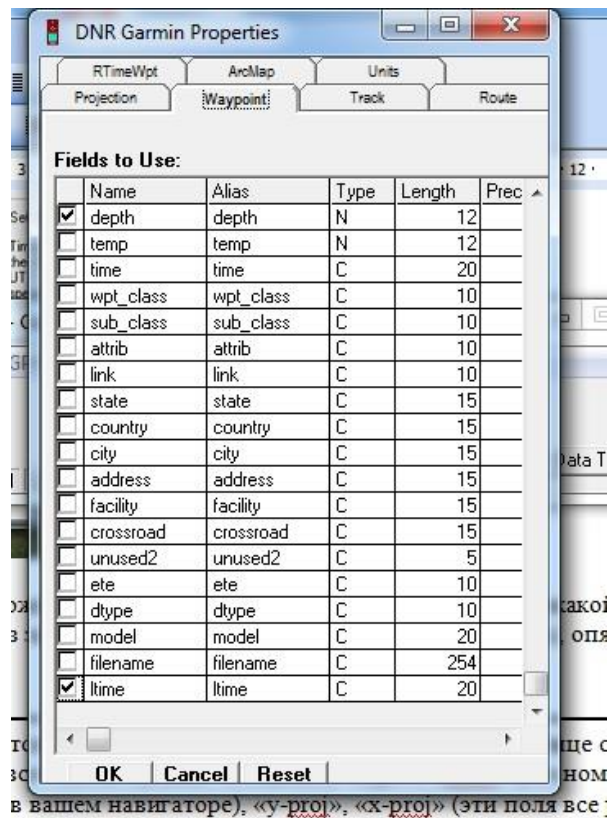 DNR Garmin Properties
RTimeWpt ArcMap Units
Projection Waypoint Track Route
Fields to Use:
Name Alias Type Length Prec
depth depth N 12
temp temp N 12
time time C 20
wpt_class wpt_class C 10
sub_class sub_class C 10
attrib attrib C 10
link link C 10
state state C 15
country country C 15
city city C 15
address address C 15
facility facility C 15
crossroad crossroad C 15
unused2 unused2 C 5
ete ete C 10
dtype dtype C 10
model model C 20
filename filename C 254
ltime ltime C 20
OK Cancel Reset
3
12
Data T
в вашем навигаторе), «y-proj», «x-proj» (эти поля все